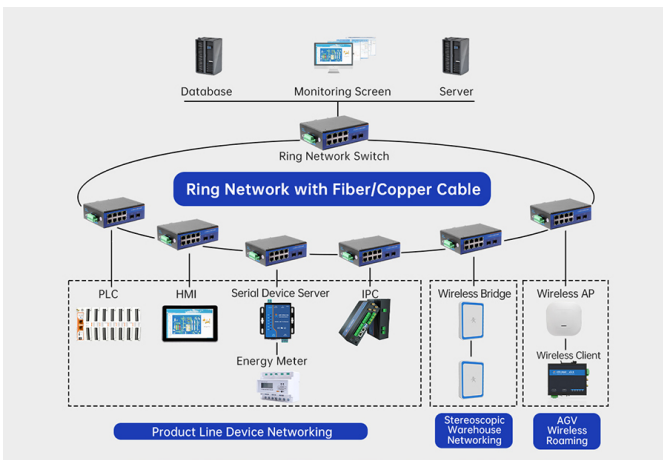 Database
Monitoring Screen
Server
Ring Network Switch
Ring Network with Fiber/Copper Cable
PLC
HMI
Serial Device Server
IPC
Wireless Bridge
Wireless AP
Energy Meter
Wireless Client
Product Line Device Networking
Stereoscopic
Warehouse
Networking
AGV
Wireless
Roaming